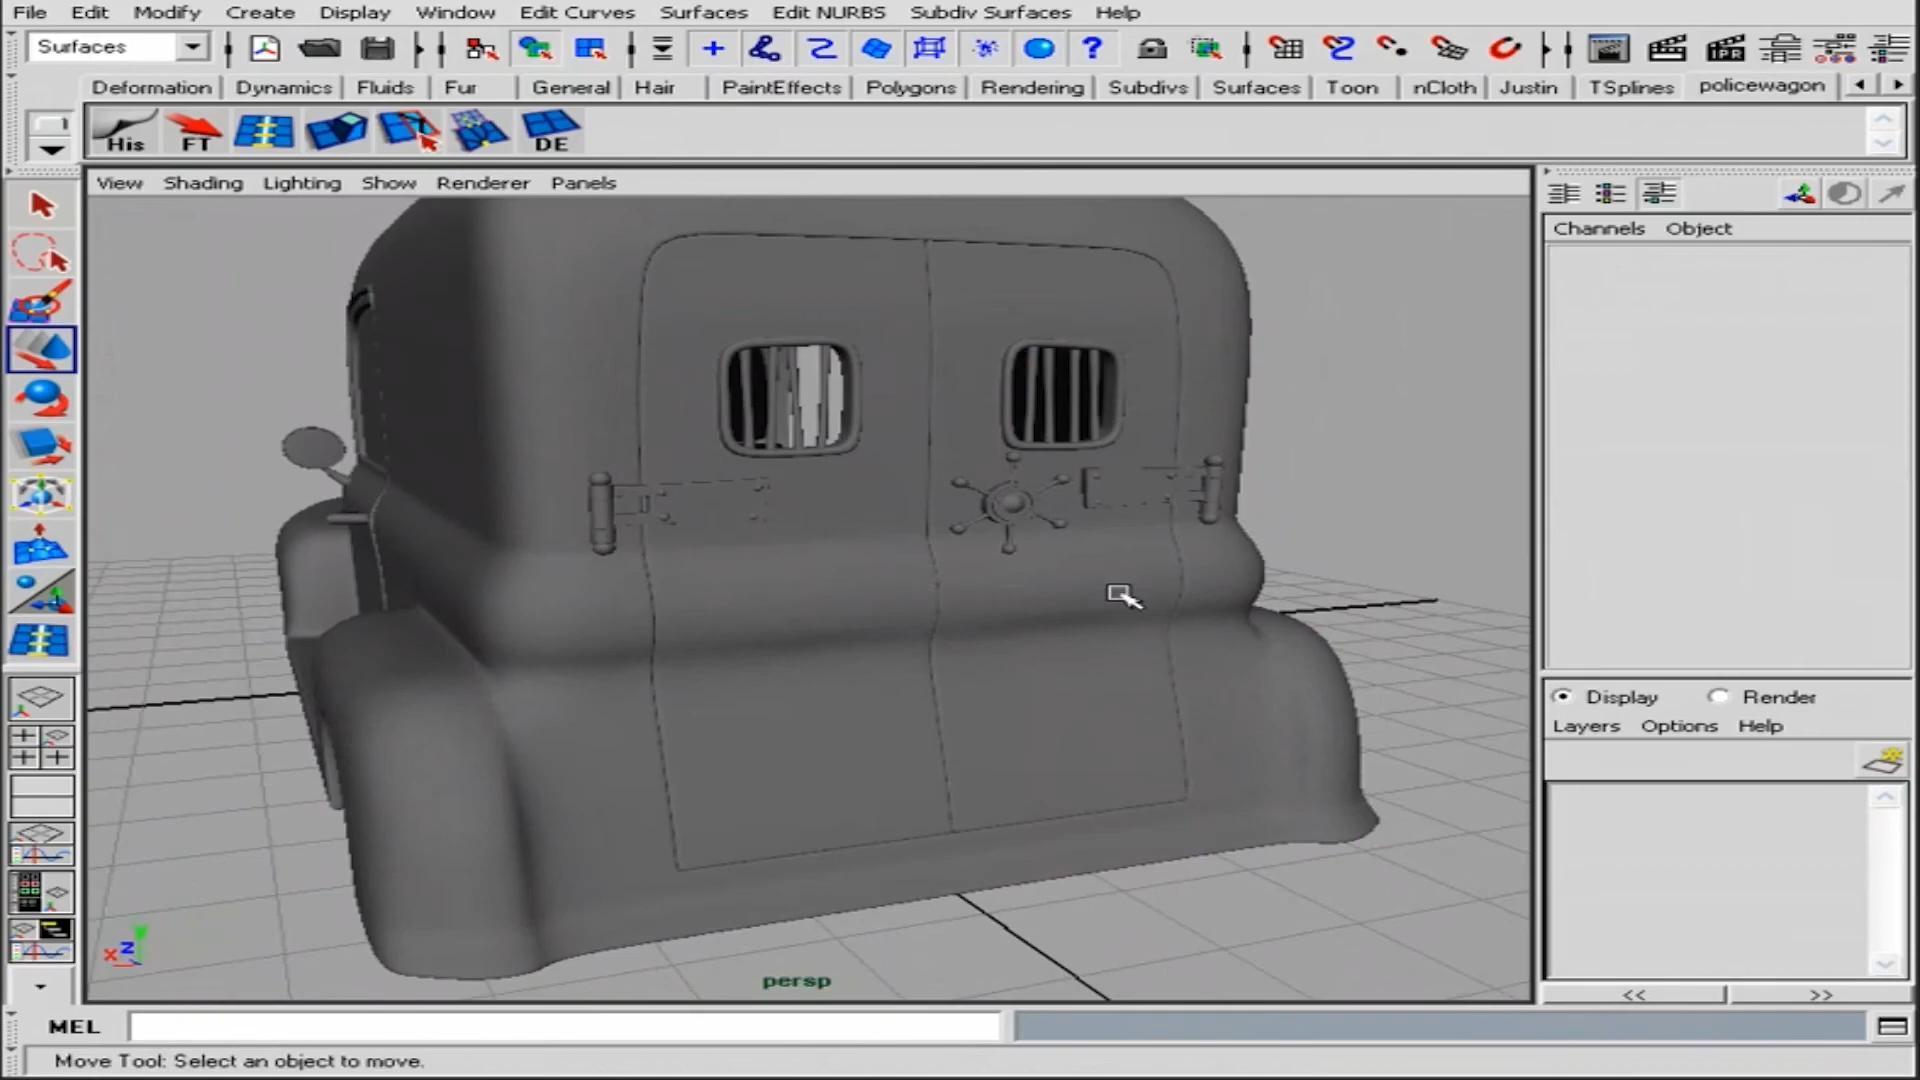 File Edit Modify Create Display Window Edit Curves Surfaces Edit NURBS Subdiv Surfaces Help
Surfaces
IPR
Deformation Dynamics Fluids Fur General Hair PaintEffects Polygons Rendering Subdivs Surfaces Toon nCloth Justin TSplines policewagon
His FT DE
View Shading Lighting Show Renderer Panels
Channels Object
Display Render
Layers Options Help
x z y
persp
<< >>
MEL
Move Tool: Select an object to move.